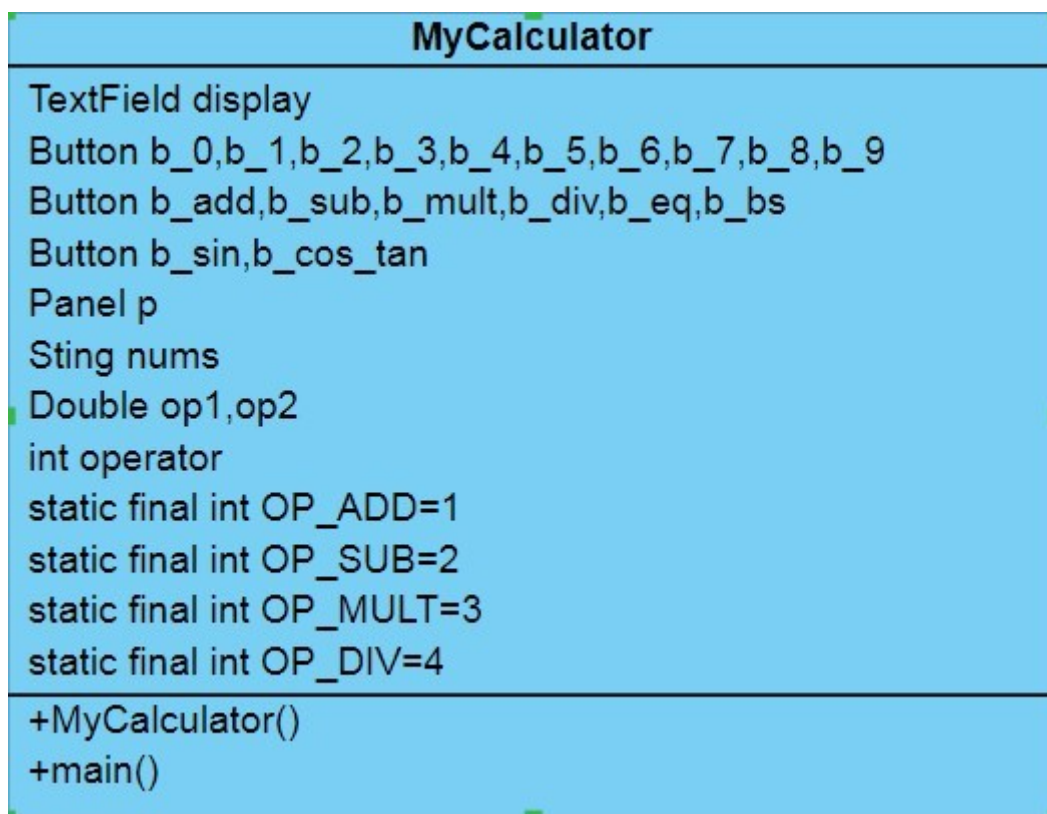 MyCalculator
TextField display
Button b_0,b_1,b_2,b_3,b_4,b_5,b_6,b_7,b_8,b_9
Button b_add,b_sub,b_mult,b_div,b_eq,b_bs
Button b_sin,b_cos_tan
Panel p
Sting nums
Double op1,op2
int operator
static final int OP_ADD=1
static final int OP_SUB=2
static final int OP_MULT=3
static final int OP_DIV=4
+MyCalculator()
+main()